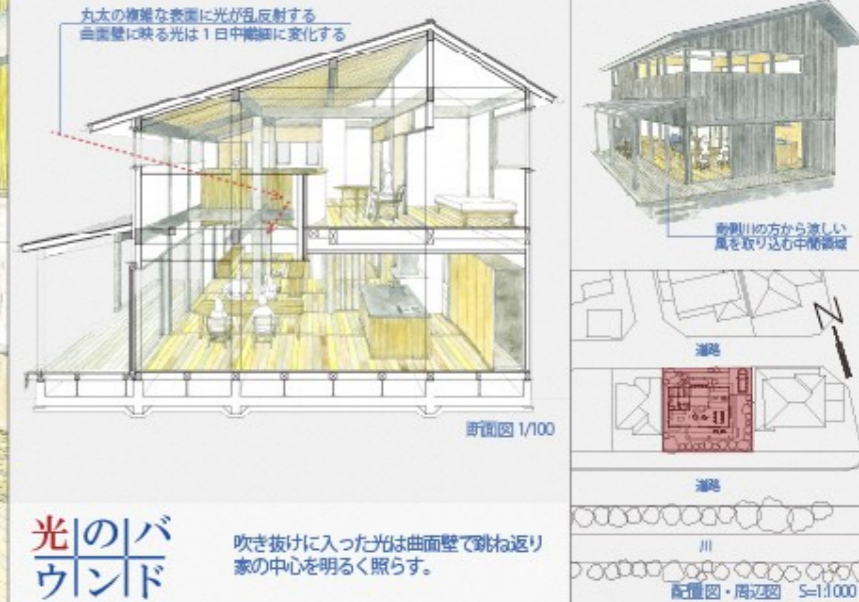 丸太の複雑な表面に光が乱反射する
曲面壁に映る光は1日中繊細に変化する
断面図 1/100
光のバ
ウンド
吹き抜けに入った光は曲面壁で跳ね返り
家の中心を明るく照らす。
南側川の方から涼しい
風を取り込む中間領域
N
道路
道路
川
配置図・周辺図 S=1:1000